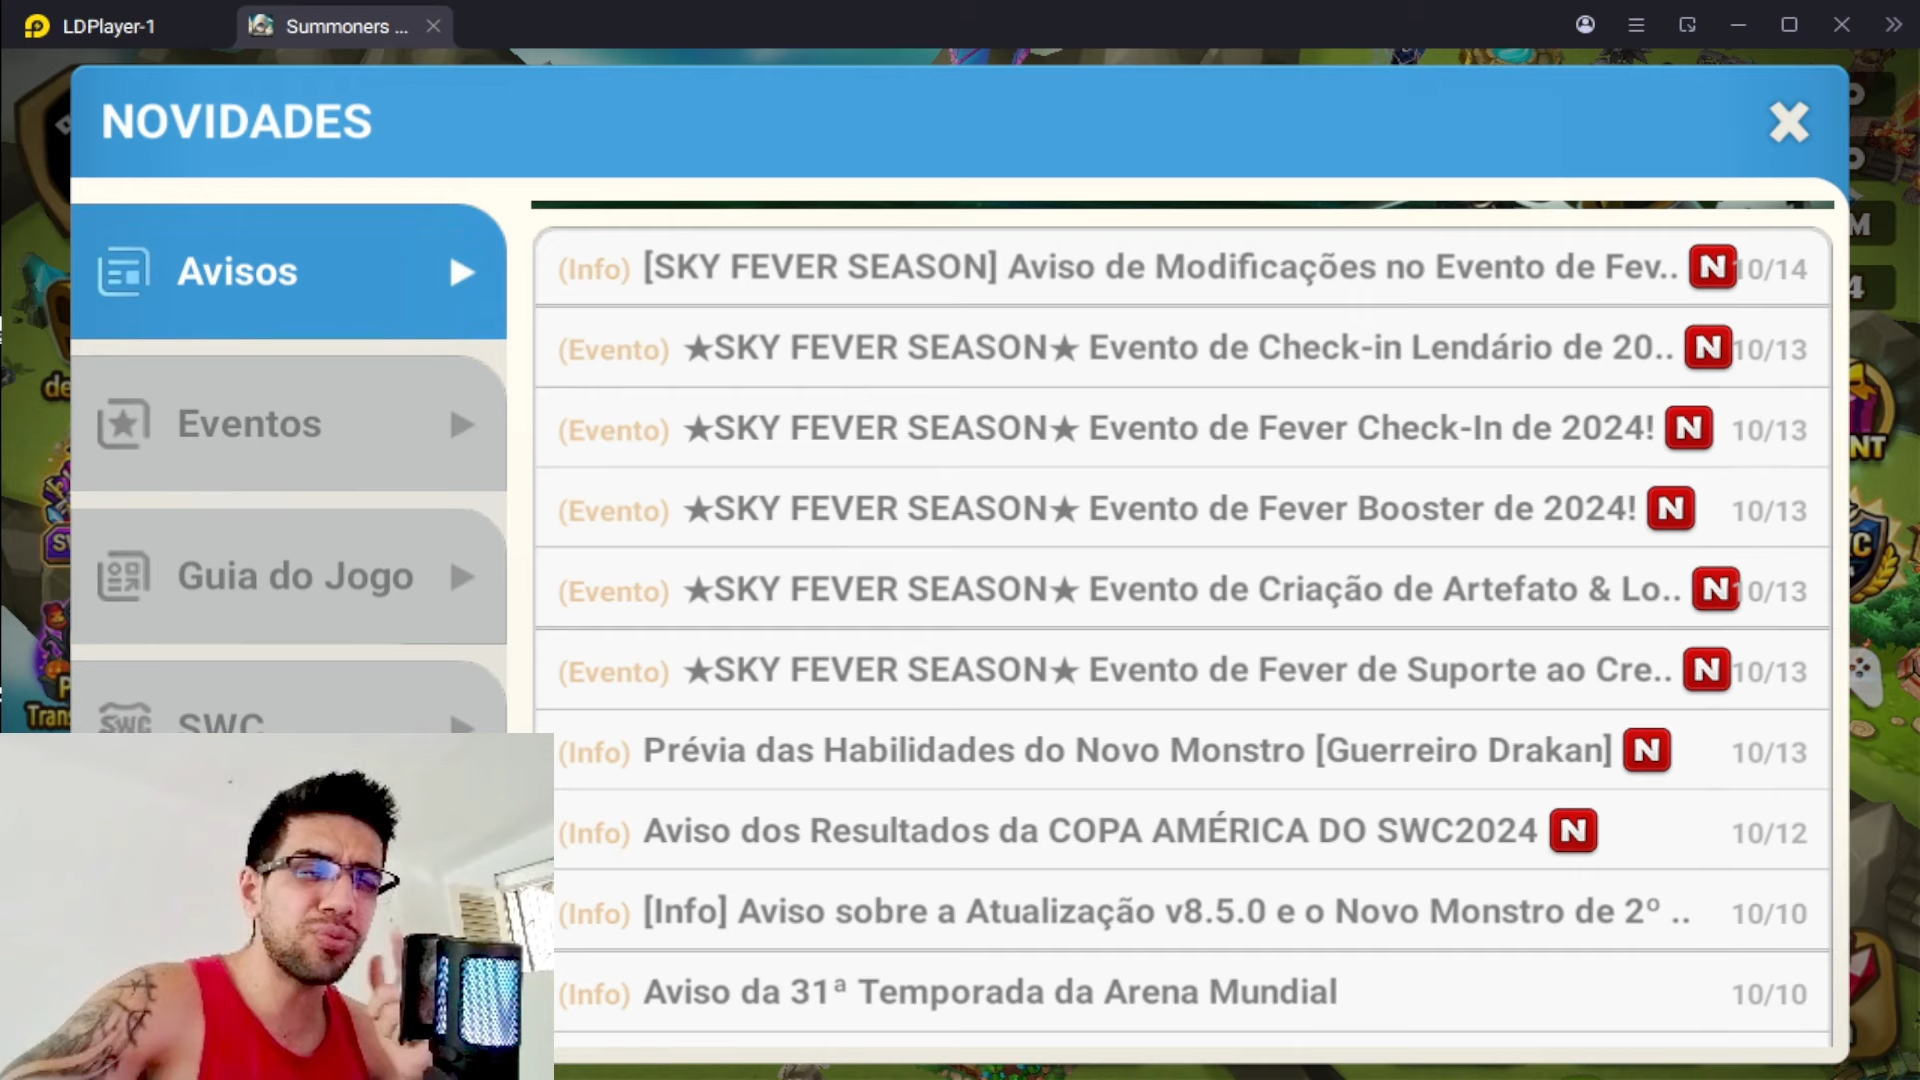 LDPlayer-1
Summoners ...
NOVIDADES
Avisos
Eventos
Guia do Jogo
SWC
(Info) [SKY FEVER SEASON] Aviso de Modificações no Evento de Fev.. N 10/14
(Evento) ★SKY FEVER SEASON★ Evento de Check-in Lendário de 20.. N 10/13
(Evento) ★SKY FEVER SEASON★ Evento de Fever Check-In de 2024! N 10/13
(Evento) ★SKY FEVER SEASON★ Evento de Fever Booster de 2024! N 10/13
(Evento) ★SKY FEVER SEASON★ Evento de Criação de Artefato & Lo.. N 10/13
(Evento) ★SKY FEVER SEASON★ Evento de Fever de Suporte ao Cre.. N 10/13
(Info) Prévia das Habilidades do Novo Monstro [Guerreiro Drakan] N 10/13
(Info) Aviso dos Resultados da COPA AMÉRICA DO SWC2024 N 10/12
(Info) [Info] Aviso sobre a Atualização v8.5.0 e o Novo Monstro de 2º .. 10/10
(Info) Aviso da 31ª Temporada da Arena Mundial 10/10